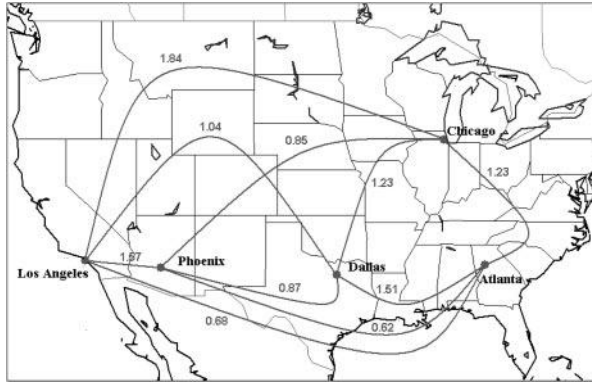 1.84
1.04
0.85
Chicago
1.23
1.23
Los Angeles
1.97
Phoenix
Dallas
Atlanta
0.87
1.51
0.68
0.62